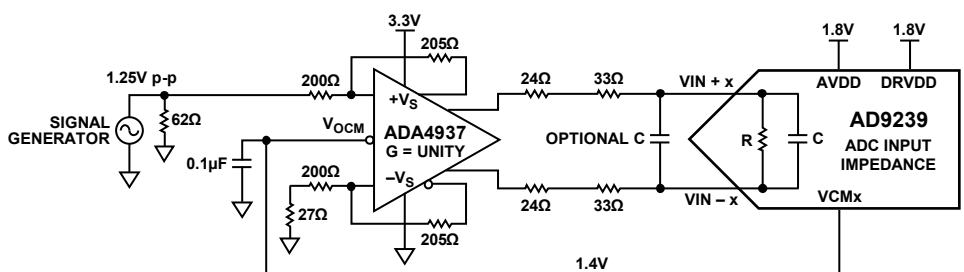 3.3V
1.8V
1.8V
205Ω
1.25V p-p
200Ω
24Ω
33Ω
VIN + x
AVDD
DRVDD
+VS
SIGNAL
GENERATOR
62Ω
VOCM
ADA4937
G = UNITY
OPTIONAL C
R
C
AD9239
ADC INPUT
IMPEDANCE
0.1µF
200Ω
–VS
27Ω
205Ω
24Ω
33Ω
VIN – x
VCMx
1.4V